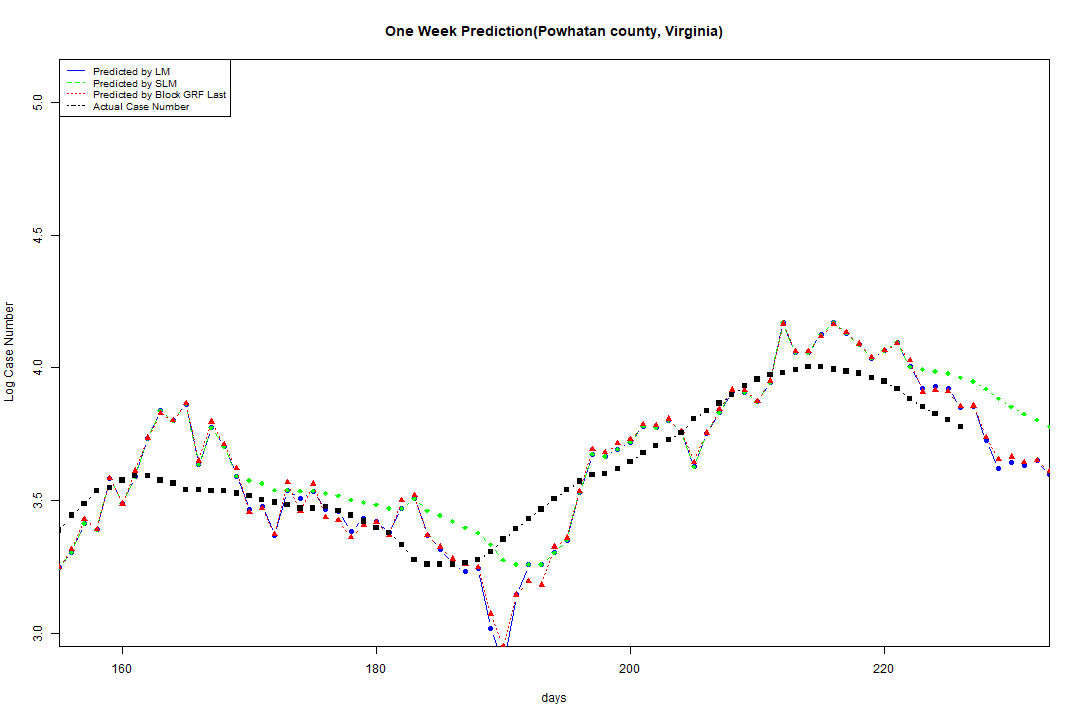 One Week Prediction(Powhatan county, Virginia)
Predicted by LM
Predicted by SLM
Predicted by Block GRF Last
Actual Case Number
5.0
4.5
4.0
3.5
3.0
Log Case Number
160 180 200 220
days